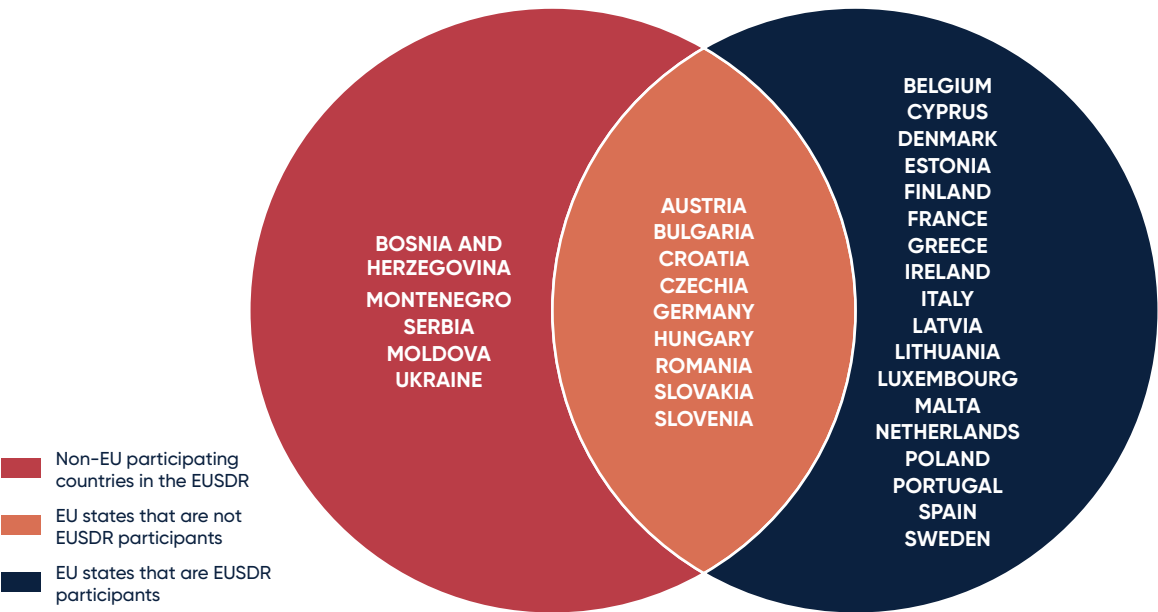 BOSNIA AND
HERZEGOVINA
MONTENEGRO
SERBIA
MOLDOVA
UKRAINE
AUSTRIA
BULGARIA
CROATIA
CZECHIA
GERMANY
HUNGARY
ROMANIA
SLOVAKIA
SLOVENIA
BELGIUM
CYPRUS
DENMARK
ESTONIA
FINLAND
FRANCE
GREECE
IRELAND
ITALY
LATVIA
LITHUANIA
LUXEMBOURG
MALTA
NETHERLANDS
POLAND
PORTUGAL
SPAIN
SWEDEN
Non-EU participating
countries in the EUSDR
EU states that are not
EUSDR participants
EU states that are EUSDR
participants